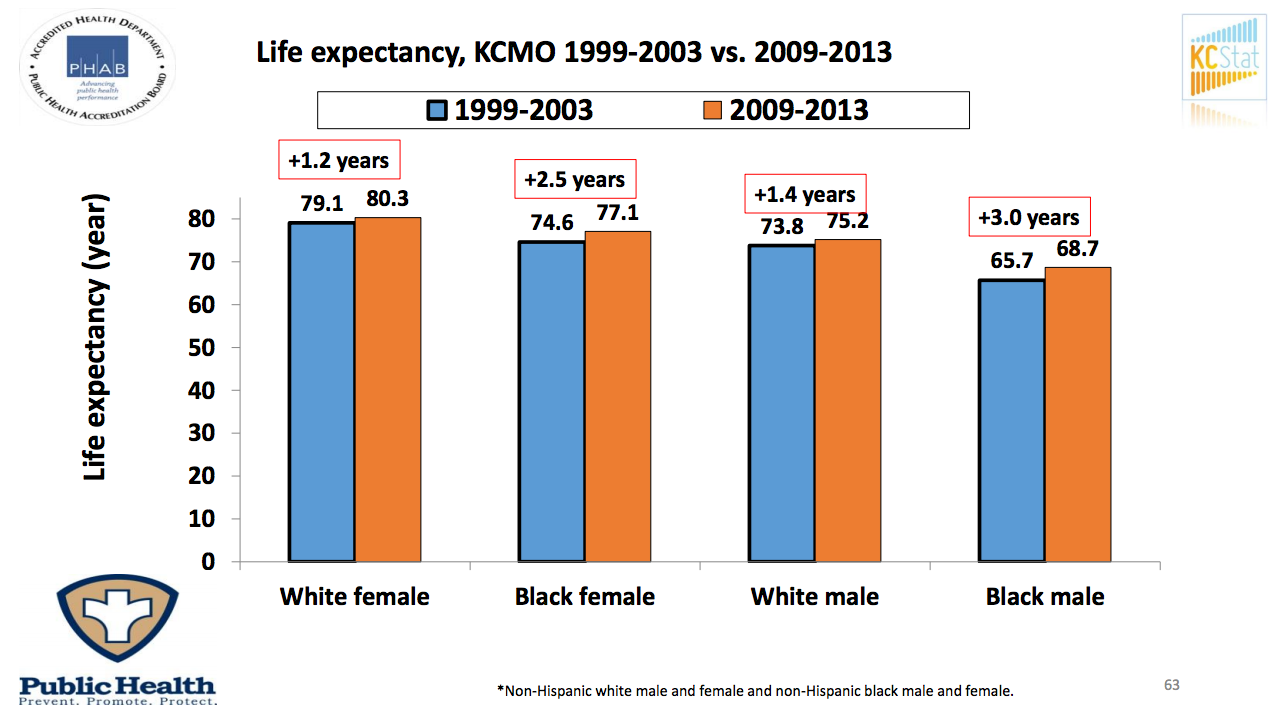 ACCREDITED HEALTH DEPARTMENT
PHAB
Advancing
public health
performance
PUBLIC HEALTH ACCREDITATION BOARD
Life expectancy, KCMO 1999-2003 vs. 2009-2013
KCStat
1999-2003 2009-2013
+1.2 years
+2.5 years
+1.4 years
+3.0 years
79.1 80.3
74.6 77.1
73.8 75.2
65.7 68.7
Life expectancy (year)
80
70
60
50
40
30
20
10
0
White female Black female White male Black male
Public Health
Prevent. Promote. Protect.
*Non-Hispanic white male and female and non-Hispanic black male and female.
63